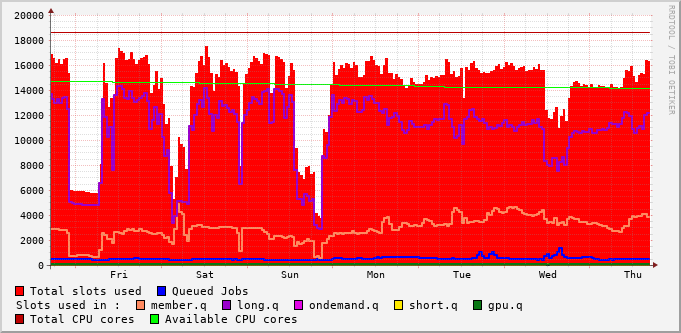 20000
18000
16000
14000
12000
10000
8000
6000
4000
2000
0
Fri Sat Sun Mon Tue Wed Thu
Total slots used Queued Jobs
Slots used in : member.q long.q ondemand.q short.q gpu.q
Total CPU cores Available CPU cores
RRDTOOL / TOBI OETIKER